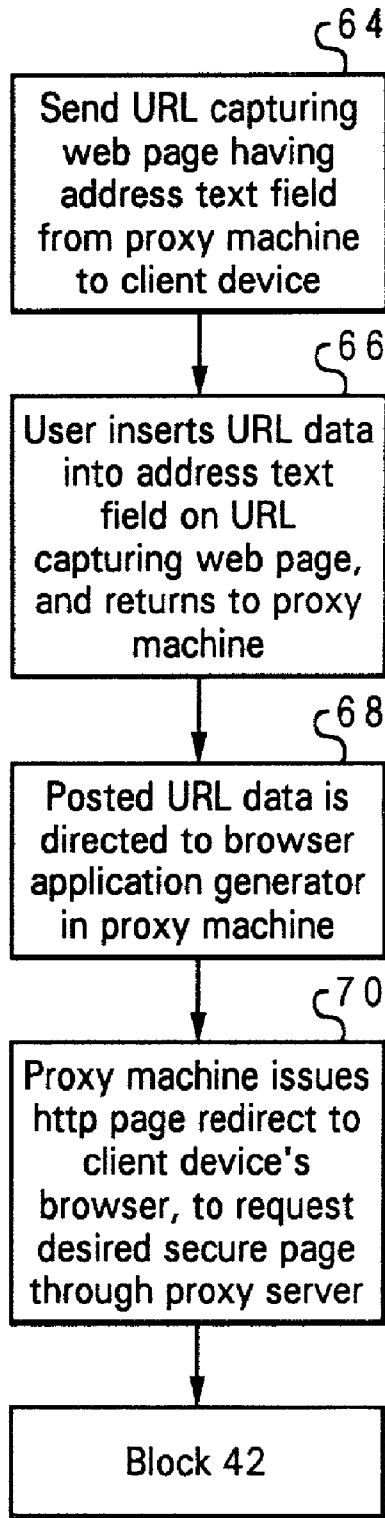 64
Send URL capturing
web page having
address text field
from proxy machine
to client device
66
User inserts URL data
into address text
field on URL
capturing web page,
and returns to proxy
machine
68
Posted URL data is
directed to browser
application generator
in proxy machine
70
Proxy machine issues
http page redirect to
client device's
browser, to request
desired secure page
through proxy server
Block 42